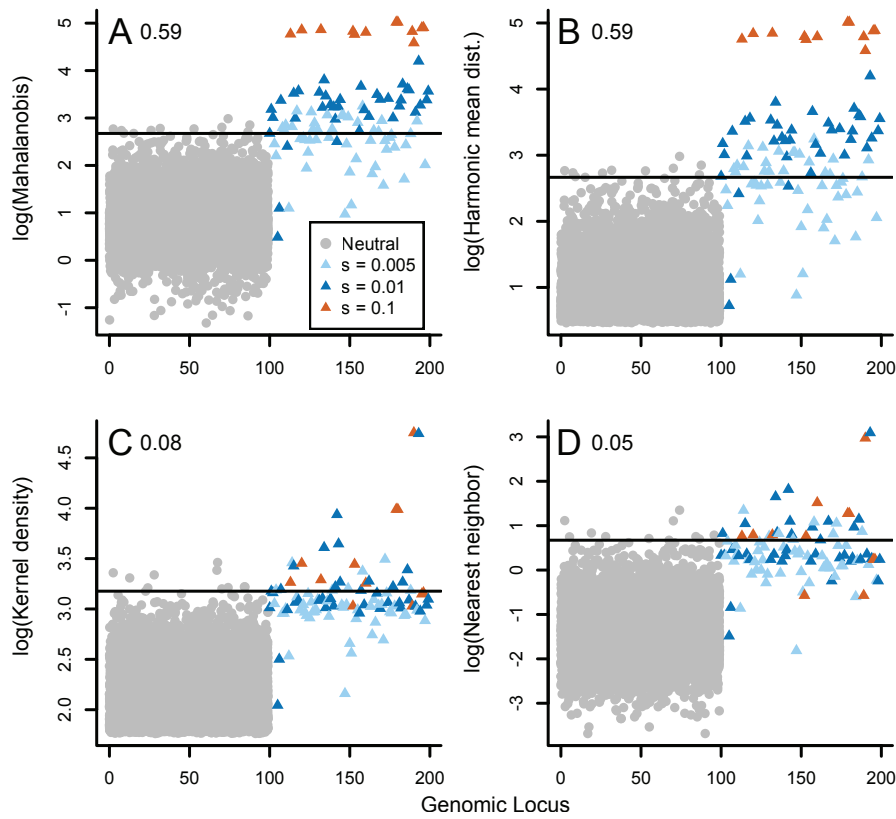 A 0.59
log(Mahalanobis)
5
4
3
2
1
0
-1
0 50 100 150 200
Neutral
s = 0.005
s = 0.01
s = 0.1
B 0.59
log(Harmonic mean dist.)
5
4
3
2
1
0 50 100 150 200
C 0.08
log(Kernel density)
4.5
4.0
3.5
3.0
2.5
2.0
0 50 100 150 200
D 0.05
log(Nearest neighbor)
3
2
1
0
-1
-2
-3
0 50 100 150 200
Genomic Locus